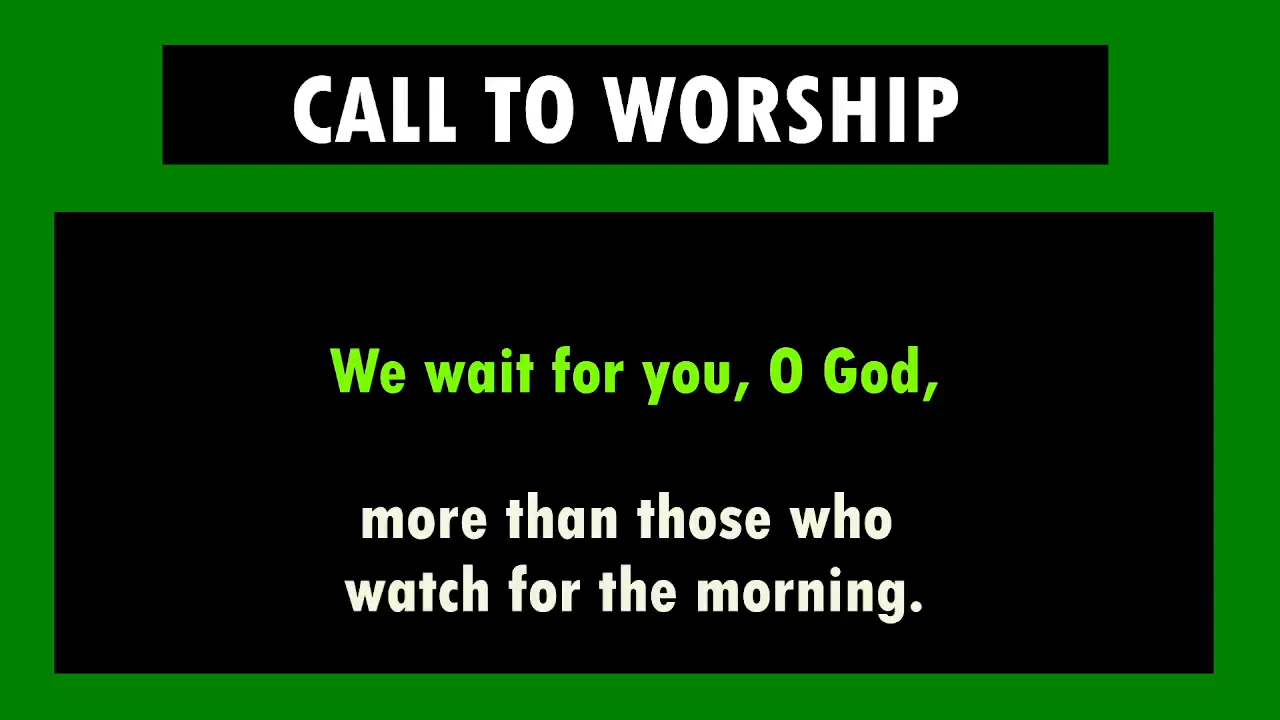 CALL TO WORSHIP
We wait for you, O God,
more than those who
watch for the morning.